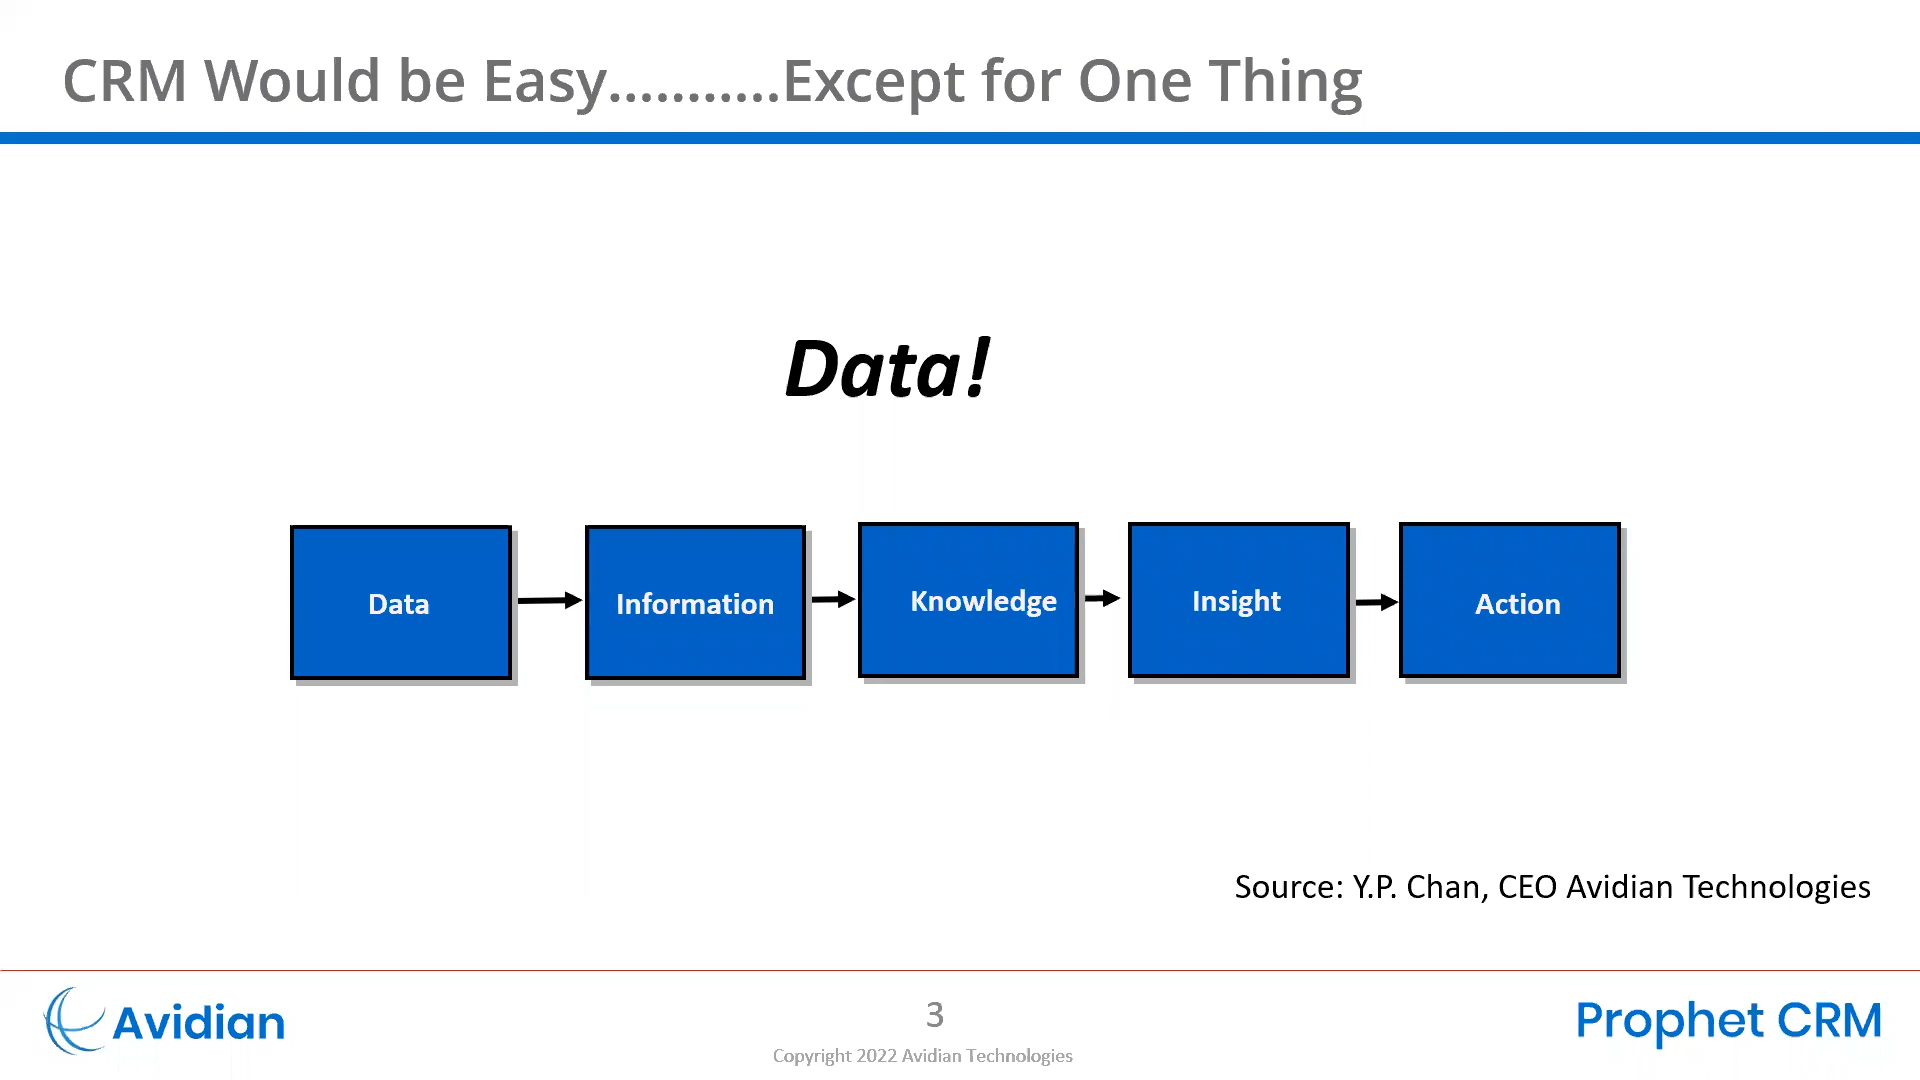 CRM Would be Easy...........Except for One Thing
Data!
Data
Information
Knowledge
Insight
Action
Source: Y.P. Chan, CEO Avidian Technologies
Avidian
3
Prophet CRM
Copyright 2022 Avidian Technologies